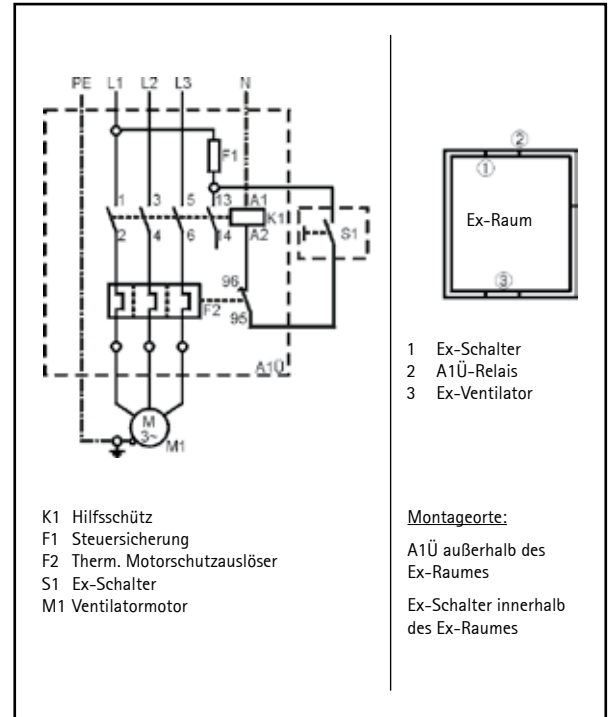 PE L1 L2 L3 N
F1
1 3 5 13 A1
K1
2 4 6 14 A2
S1
96
F2
95
A1Ü
M
3~
M1
K1 Hilfsschütz
F1 Steuersicherung
F2 Therm. Motorschutzauslöser
S1 Ex-Schalter
M1 Ventilatormotor
②
①
Ex-Raum
③
1 Ex-Schalter
2 A1Ü-Relais
3 Ex-Ventilator
Montageorte:
A1Ü außerhalb des
Ex-Raumes
Ex-Schalter innerhalb
des Ex-Raumes